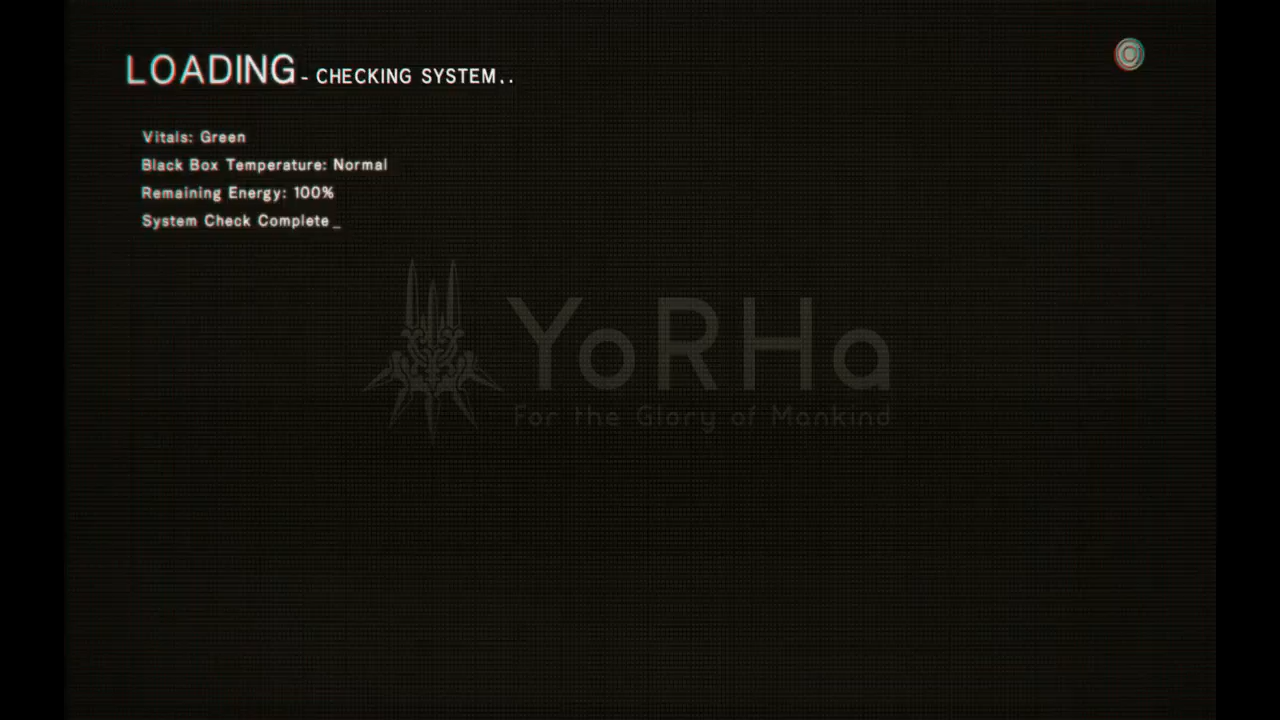 LOADING - CHECKING SYSTEM..
Vitals: Green
Black Box Temperature: Normal
Remaining Energy: 100%
System Check Complete_
YoRHa
For the Glory of Mankind